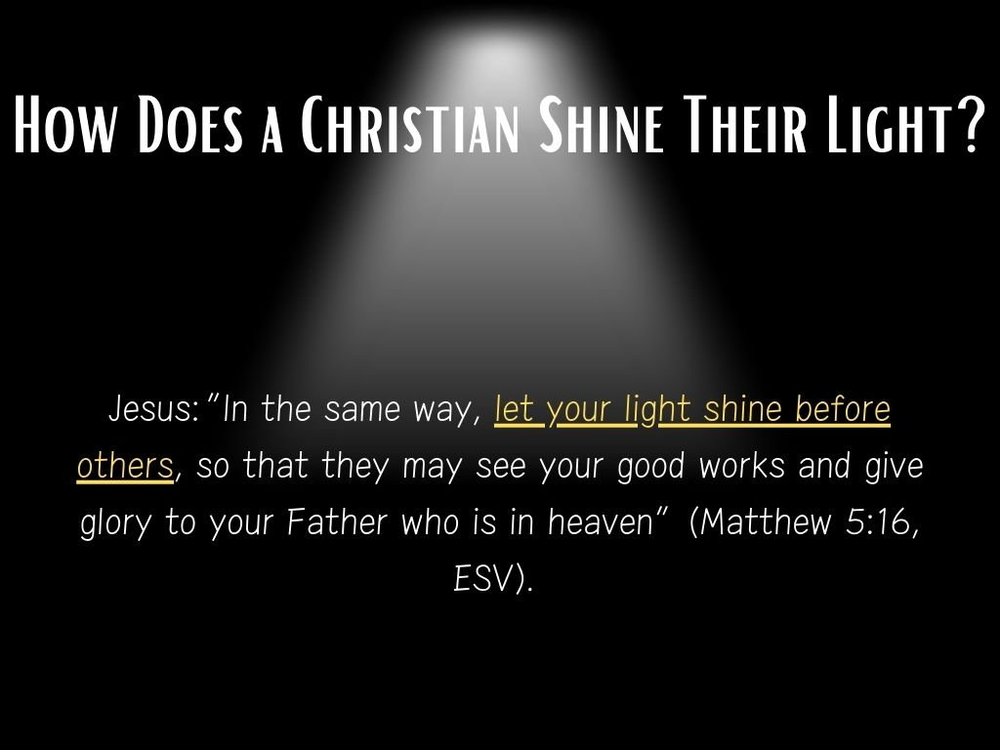 How Does a Christian Shine Their Light?
Jesus: "In the same way, let your light shine before
others, so that they may see your good works and give
glory to your Father who is in heaven" (Matthew 5:16,
ESV).